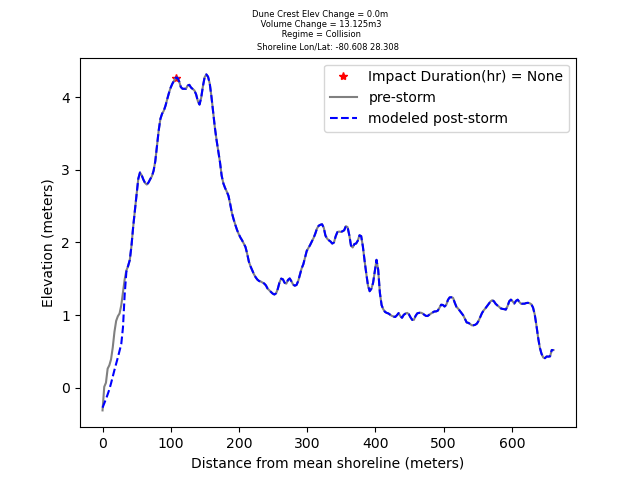 Dune Crest Elev Change = 0.0m
Volume Change = 13.125m3
Regime = Collision
Shoreline Lon/Lat: -80.608 28.308
Impact Duration(hr) = None
pre-storm
modeled post-storm
Elevation (meters)
4
3
2
1
0
0 100 200 300 400 500 600
Distance from mean shoreline (meters)